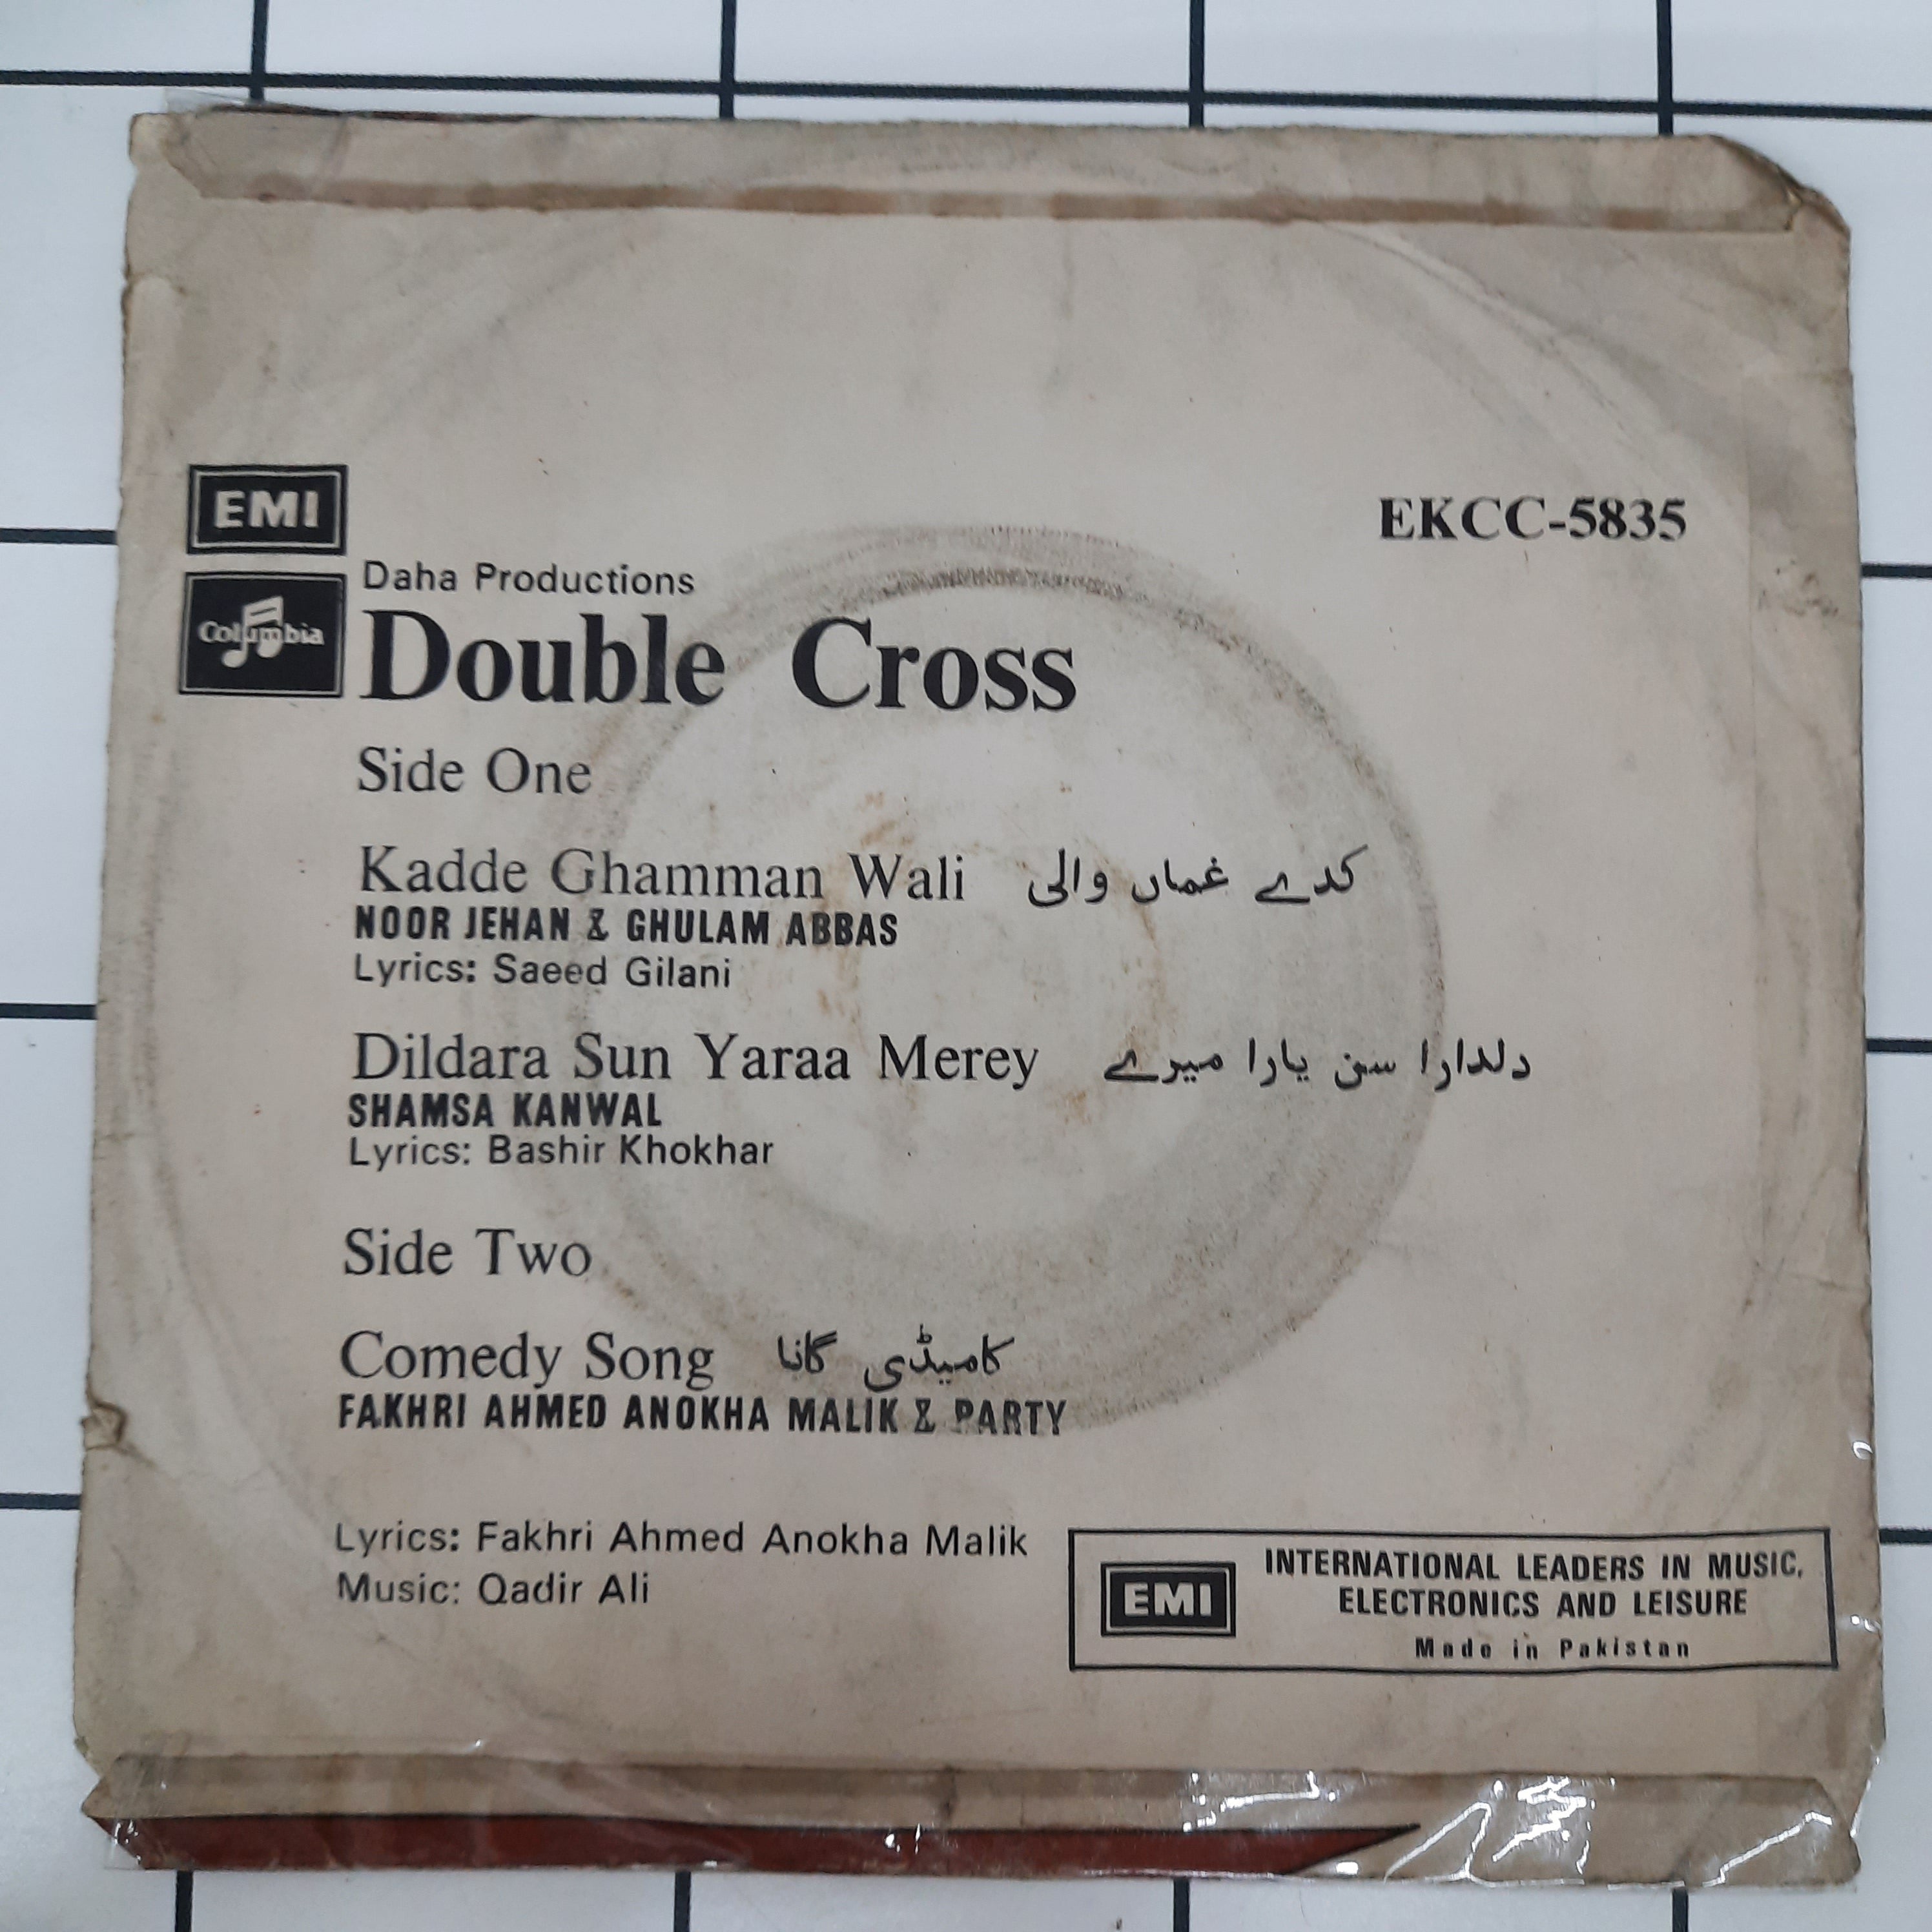 EMI
EKCC-5835
Columbia
Daha Productions
Double Cross
Side One
Kadde Ghamman Wali کدے غماں والی
NOOR JEHAN & GHULAM ABBAS
Lyrics: Saeed Gilani
Dildara Sun Yaraa Merey دلدارا سن یارا میرے
SHAMSA KANWAL
Lyrics: Bashir Khokhar
Side Two
Comedy Song کامیڈی گانا
FAKHRI AHMED ANOKHA MALIK & PARTY
Lyrics: Fakhri Ahmed Anokha Malik
Music: Qadir Ali
EMI
INTERNATIONAL LEADERS IN MUSIC,
ELECTRONICS AND LEISURE
Made in Pakistan